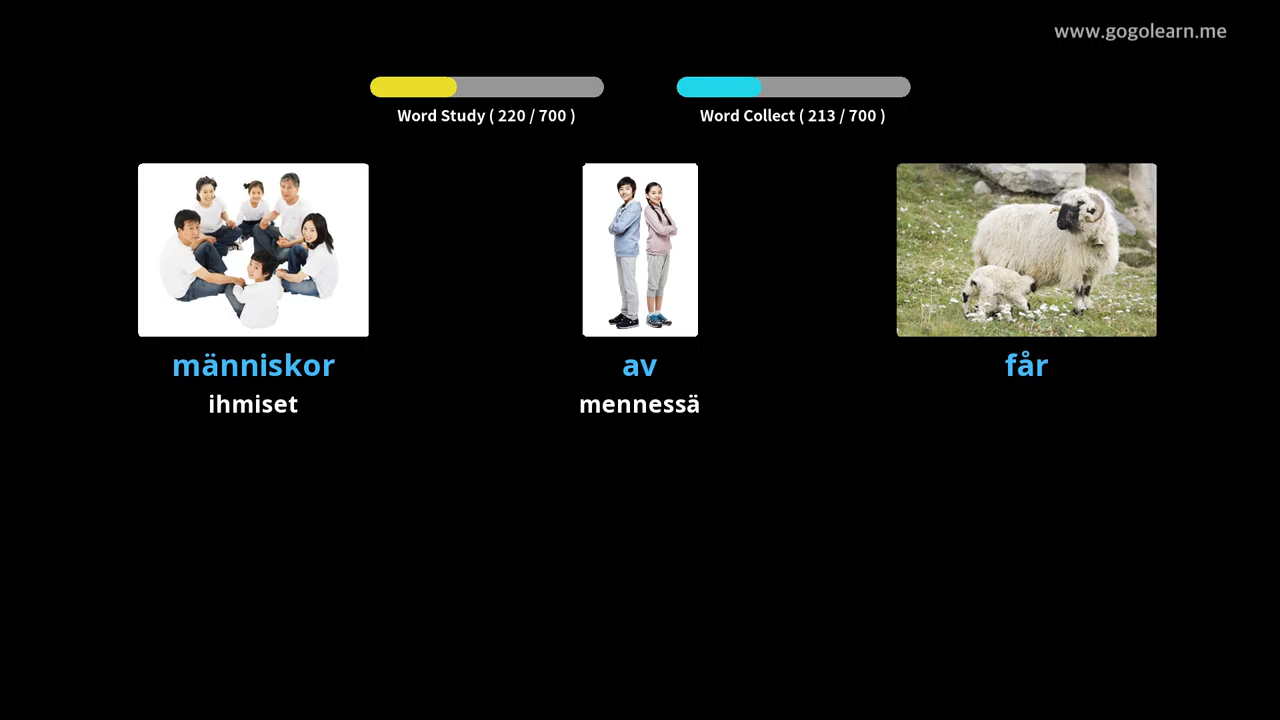 www.gogolearn.me
Word Study ( 220 / 700 )
Word Collect ( 213 / 700 )
människor
av
får
ihmiset
mennessä